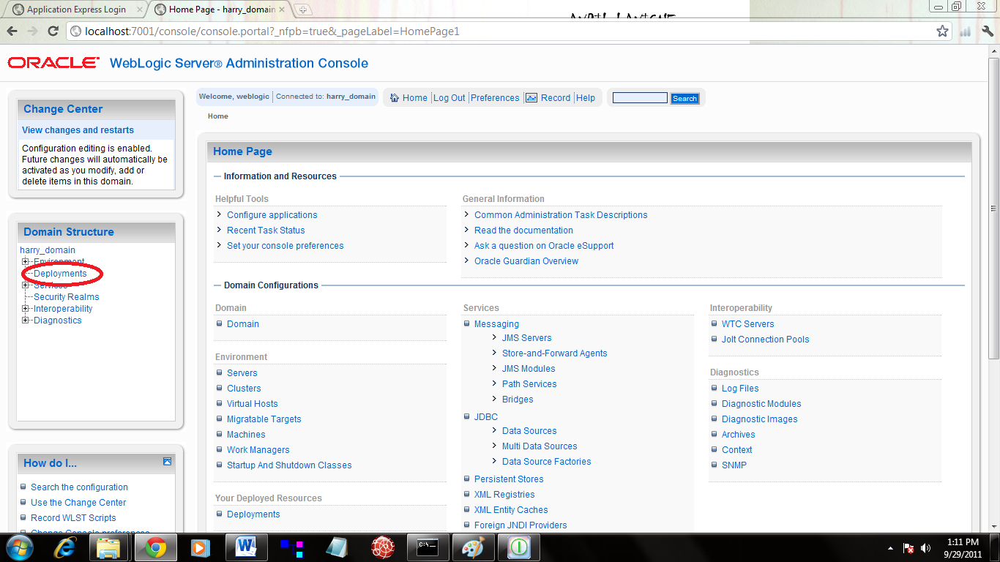 Application Express Login
Home Page - harry_domain
localhost:7001/console/console.portal?_nfpb=true&_pageLabel=HomePage1
ORACLE® WebLogic Server® Administration Console
Change Center
View changes and restarts
Configuration editing is enabled.
Future changes will automatically be
activated as you modify, add or
delete items in this domain.
Domain Structure
harry_domain
Environment
Deployments
Services
Security Realms
Interoperability
Diagnostics
How do I...
Search the configuration
Use the Change Center
Record WLST Scripts
Change Console preferences
Welcome, weblogic Connected to: harry_domain
Home Log Out Preferences Record Help
Search
Home
Home Page
Information and Resources
Helpful Tools
Configure applications
Recent Task Status
Set your console preferences
General Information
Common Administration Task Descriptions
Read the documentation
Ask a question on Oracle eSupport
Oracle Guardian Overview
Domain Configurations
Domain
Domain
Environment
Servers
Clusters
Virtual Hosts
Migratable Targets
Machines
Work Managers
Startup And Shutdown Classes
Your Deployed Resources
Deployments
Services
Messaging
JMS Servers
Store-and-Forward Agents
JMS Modules
Path Services
Bridges
JDBC
Data Sources
Multi Data Sources
Data Source Factories
Persistent Stores
XML Registries
XML Entity Caches
Foreign JNDI Providers
Interoperability
WTC Servers
Jolt Connection Pools
Diagnostics
Log Files
Diagnostic Modules
Diagnostic Images
Archives
Context
SNMP
1:11 PM
9/29/2011